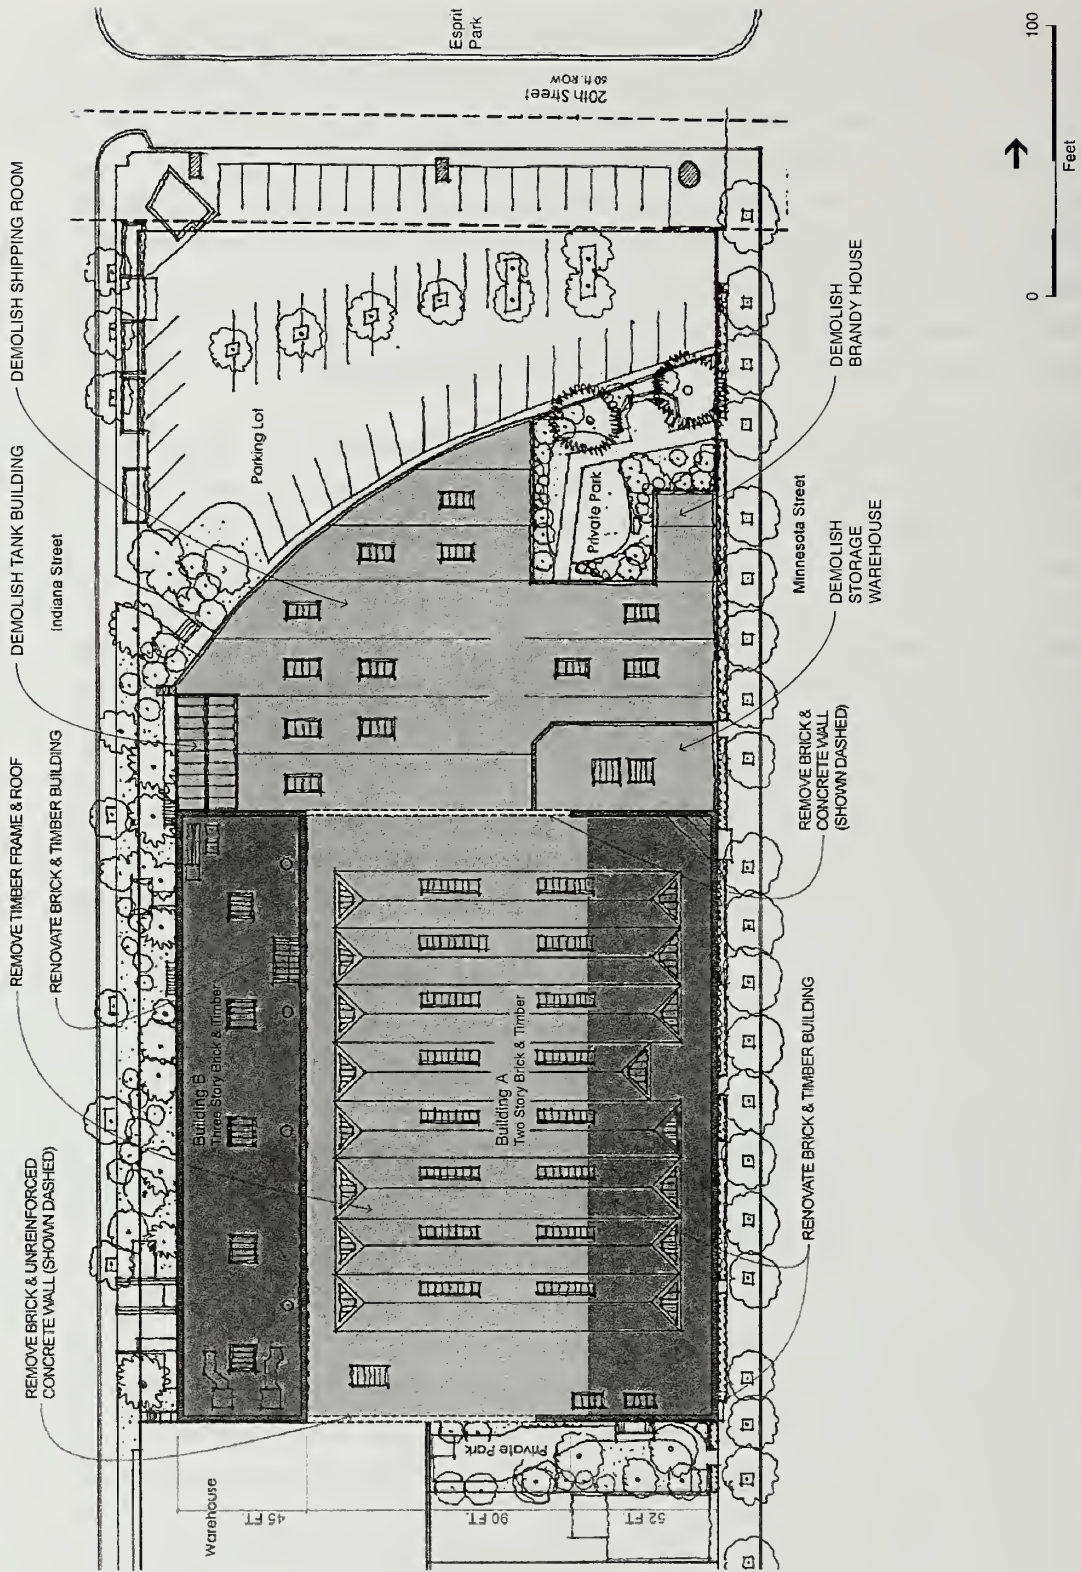 Esprit
Park
20th Street
60 ft. ROW
0
100
Feet
DEMOLISH SHIPPING ROOM
DEMOLISH TANK BUILDING
Indiana Street
REMOVE TIMBER FRAME & ROOF
RENOVATE BRICK & TIMBER BUILDING
REMOVE BRICK & UNREINFORCED
CONCRETE WALL (SHOWN DASHED)
Parking Lot
Private Park
Building B
Three Story Brick & Timber
Building A
Two Story Brick & Timber
Warehouse
45 FT.
90 FT.
52 FT.
Private Park
Minnesota Street
DEMOLISH
BRANDY HOUSE
DEMOLISH
STORAGE
WAREHOUSE
REMOVE BRICK &
CONCRETE WALL
(SHOWN DASHED)
RENOVATE BRICK & TIMBER BUILDING